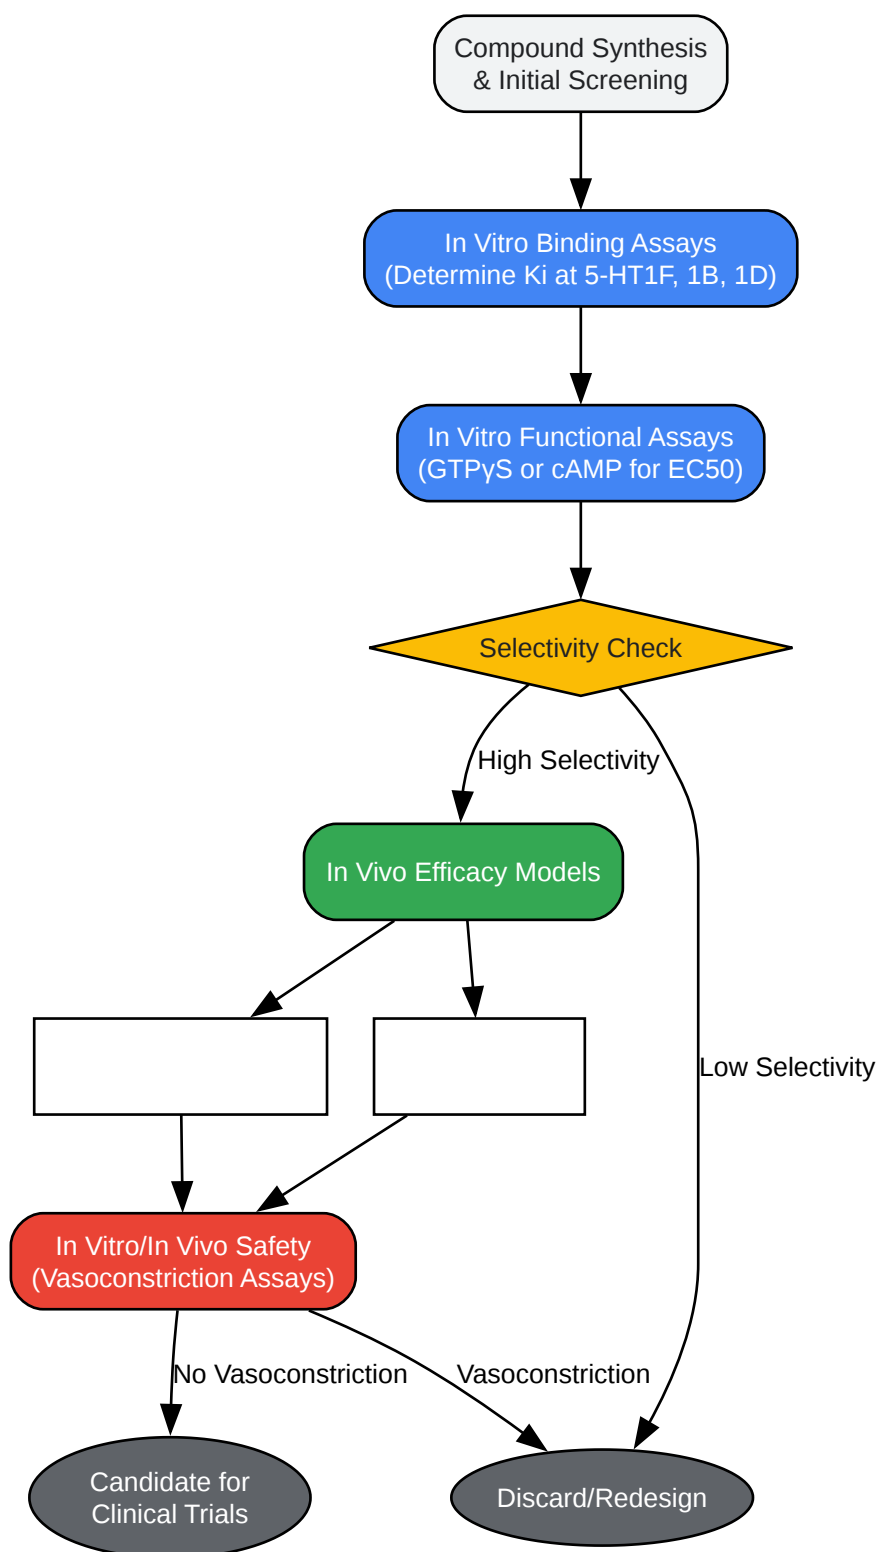 Compound Synthesis
& Initial Screening
In Vitro Binding Assays
(Determine Ki at 5-HT1F, 1B, 1D)
In Vitro Functional Assays
(GTPγS or cAMP for EC50)
Selectivity Check
High Selectivity
In Vivo Efficacy Models
Low Selectivity
In Vitro/In Vivo Safety
(Vasoconstriction Assays)
No Vasoconstriction
Vasoconstriction
Candidate for
Clinical Trials
Discard/Redesign